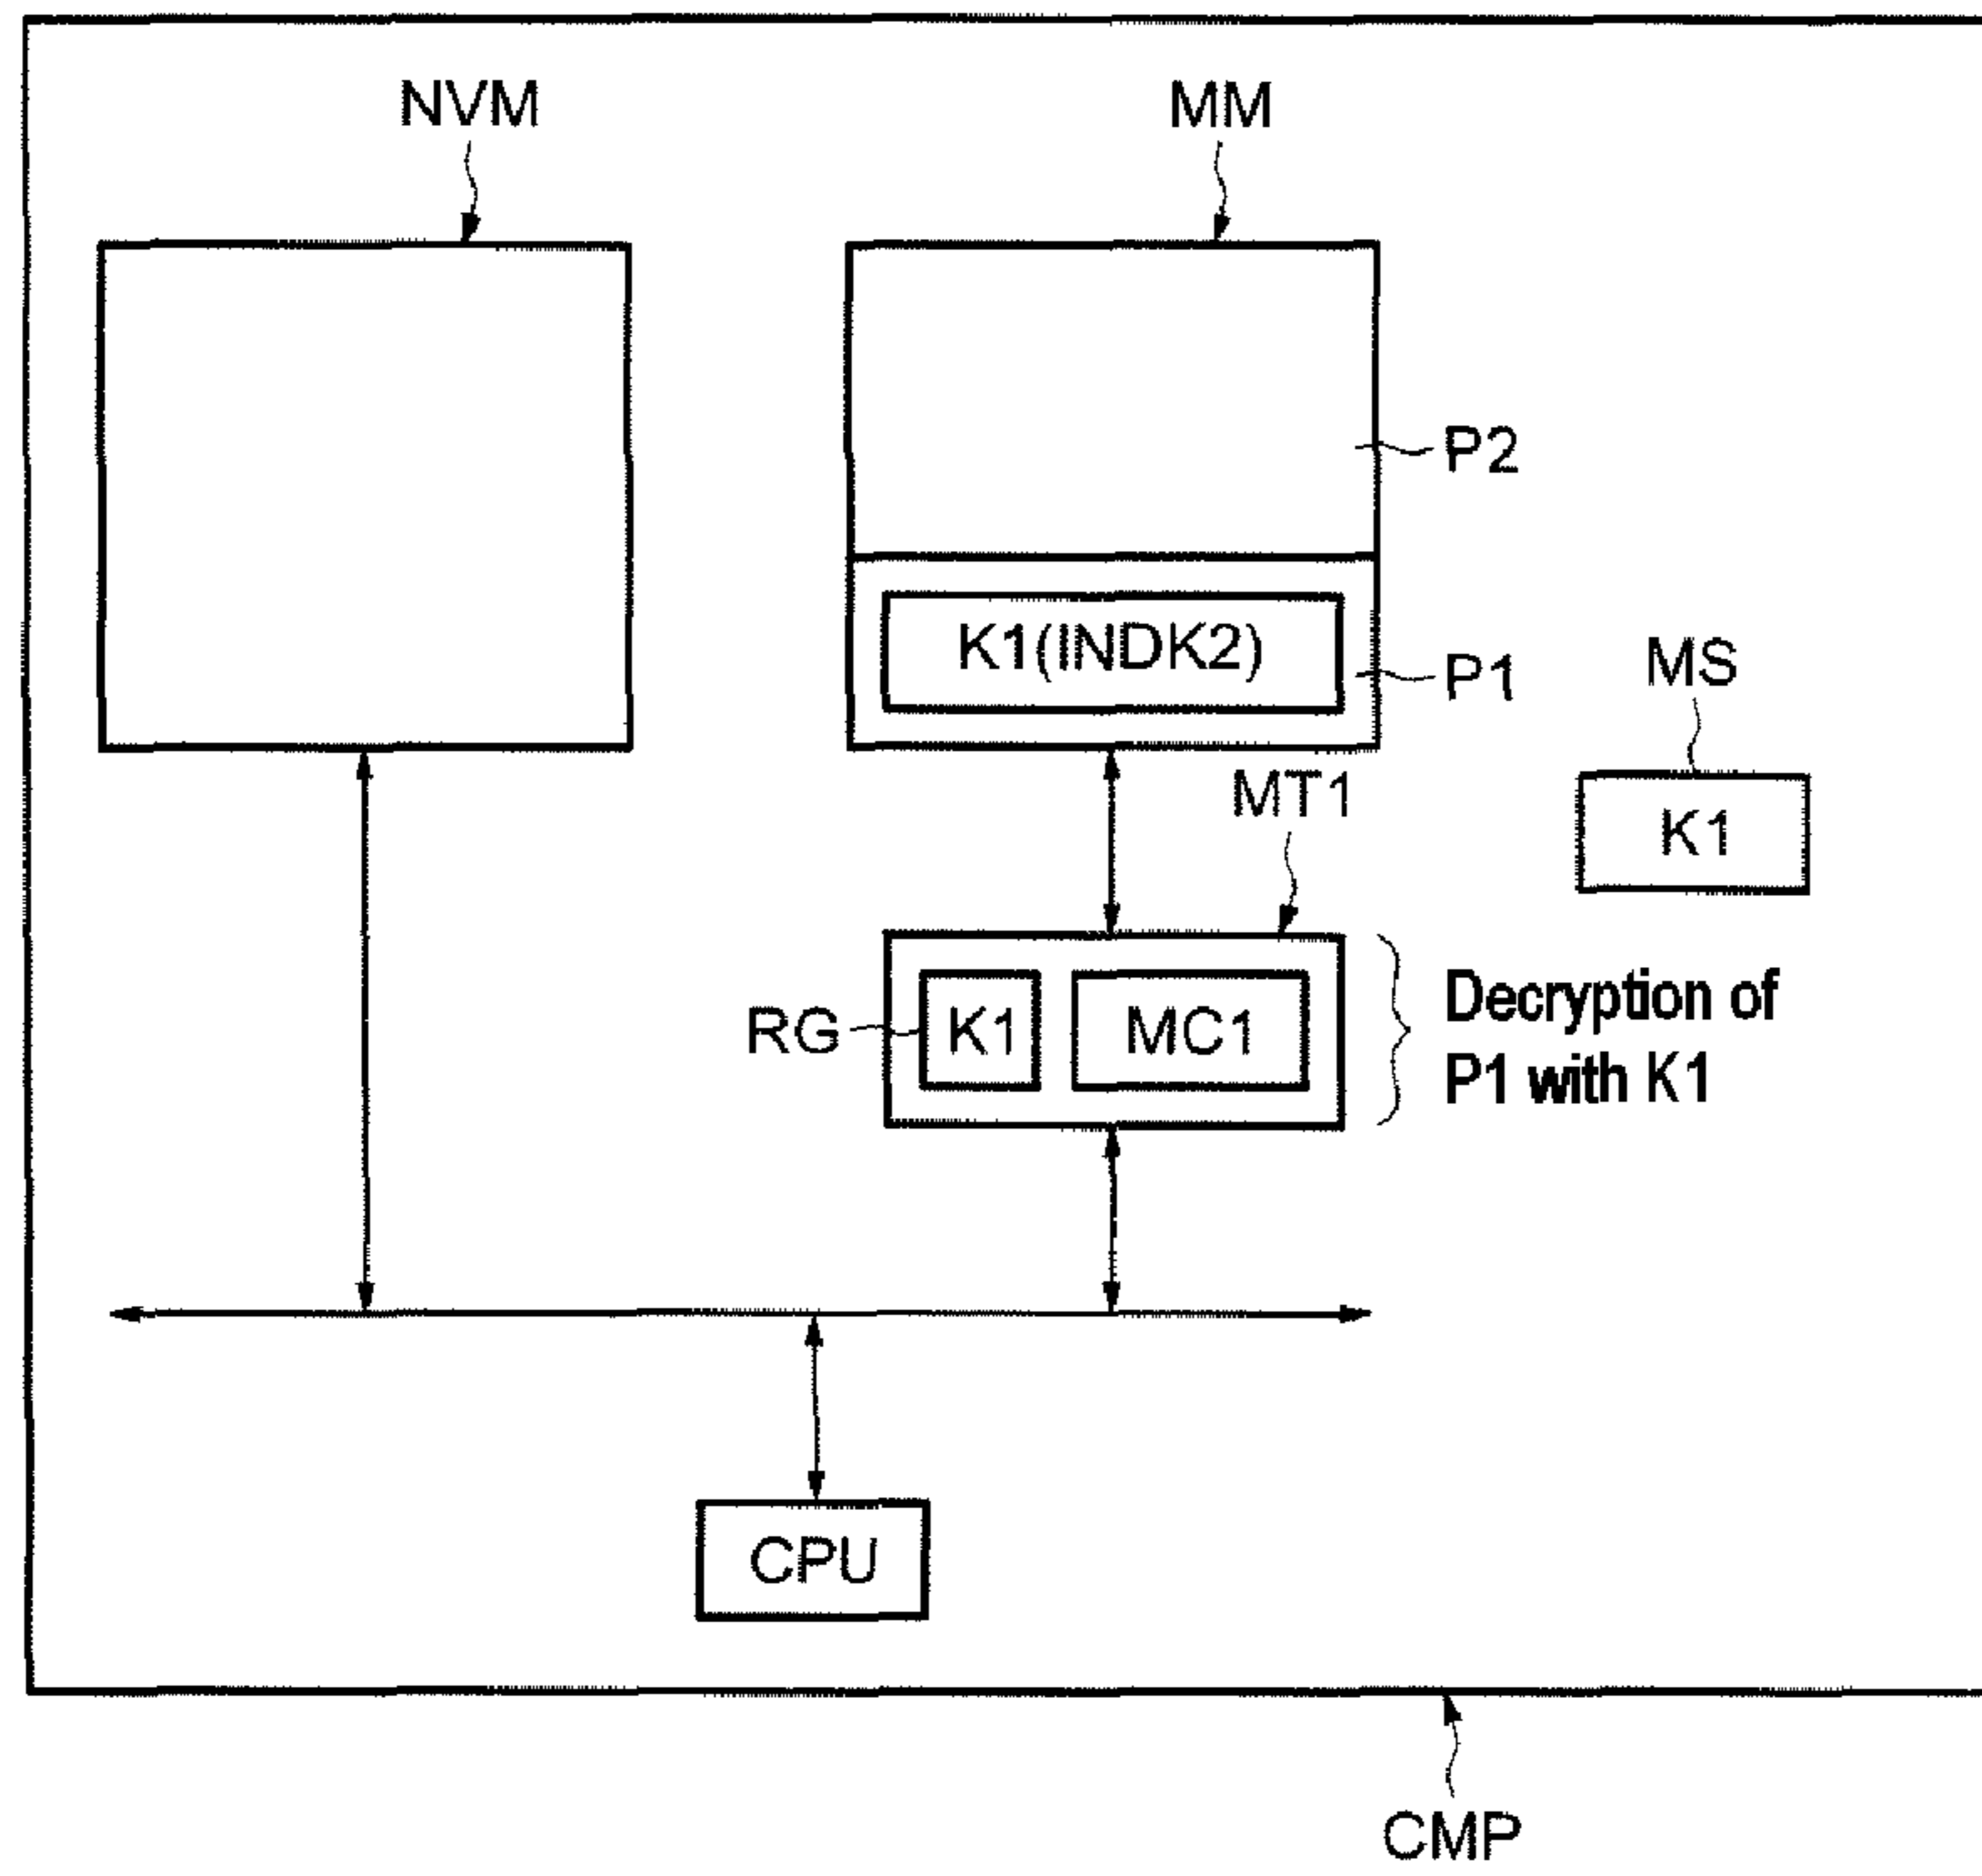 NVM
MM
P2
K1(INDK2)
P1
MS
MT1
K1
RG
K1
MC1
Decryption of
P1 with K1
CPU
CMP